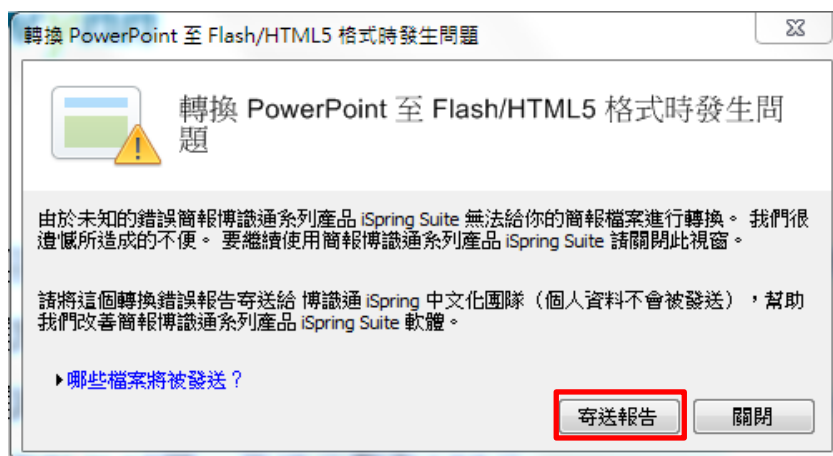 轉換 PowerPoint 至 Flash/HTML5 格式時發生問題
轉換 PowerPoint 至 Flash/HTML5 格式時發生問
題
由於未知的錯誤簡報博識通系列產品 iSpring Suite 無法給你的簡報檔案進行轉換。 我們很
遺憾所造成的不便。 要繼續使用簡報博識通系列產品 iSpring Suite 請關閉此視窗。
請將這個轉換錯誤報告寄送給 博識通 iSpring 中文化團隊（個人資料不會被發送），幫助
我們改善簡報博識通系列產品 iSpring Suite 軟體。
哪些檔案將被發送？
寄送報告
關閉